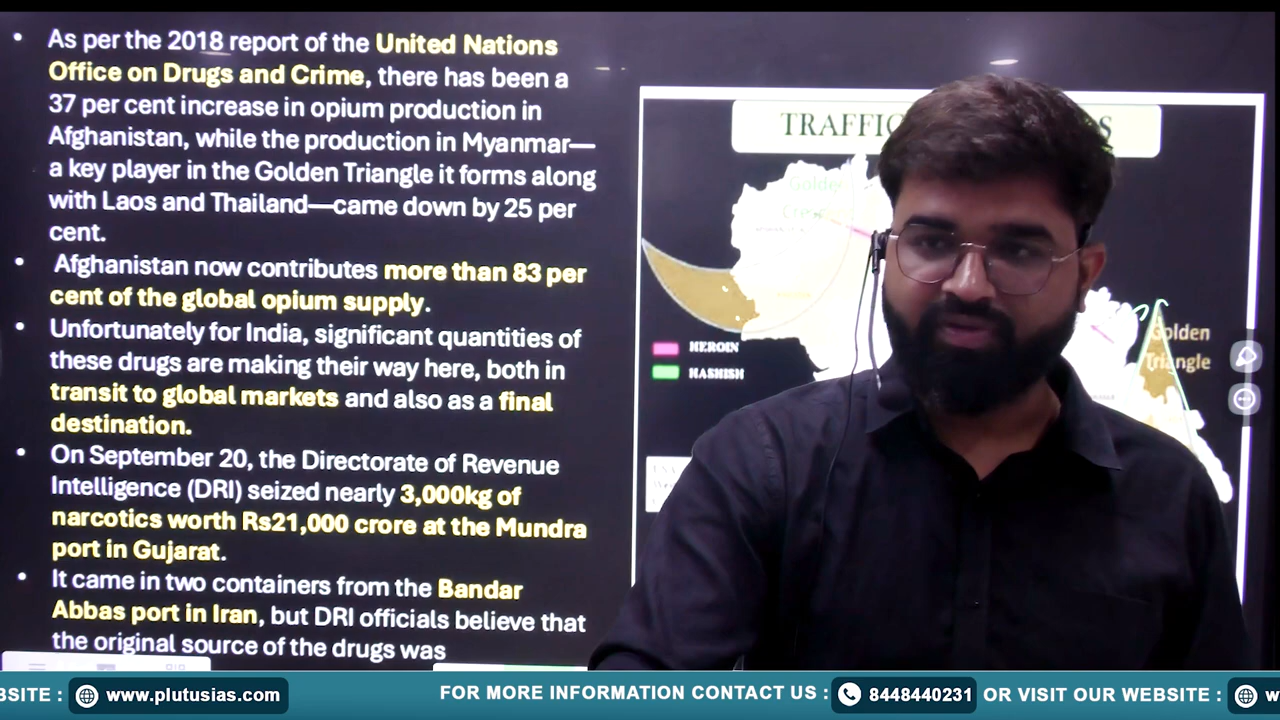 • As per the 2018 report of the United Nations
Office on Drugs and Crime, there has been a
37 per cent increase in opium production in
Afghanistan, while the production in Myanmar—
a key player in the Golden Triangle it forms along
with Laos and Thailand—came down by 25 per
cent.
• Afghanistan now contributes more than 83 per
cent of the global opium supply.
• Unfortunately for India, significant quantities of
these drugs are making their way here, both in
transit to global markets and also as a final
destination.
• On September 20, the Directorate of Revenue
Intelligence (DRI) seized nearly 3,000kg of
narcotics worth Rs21,000 crore at the Mundra
port in Gujarat.
• It came in two containers from the Bandar
Abbas port in Iran, but DRI officials believe that
the original source of the drugs was
TRAFFIC
Golden
HEROIN
HASHISH
Golden
Triangle
BSITE : www.plutusias.com FOR MORE INFORMATION CONTACT US : 8448440231 OR VISIT OUR WEBSITE : w